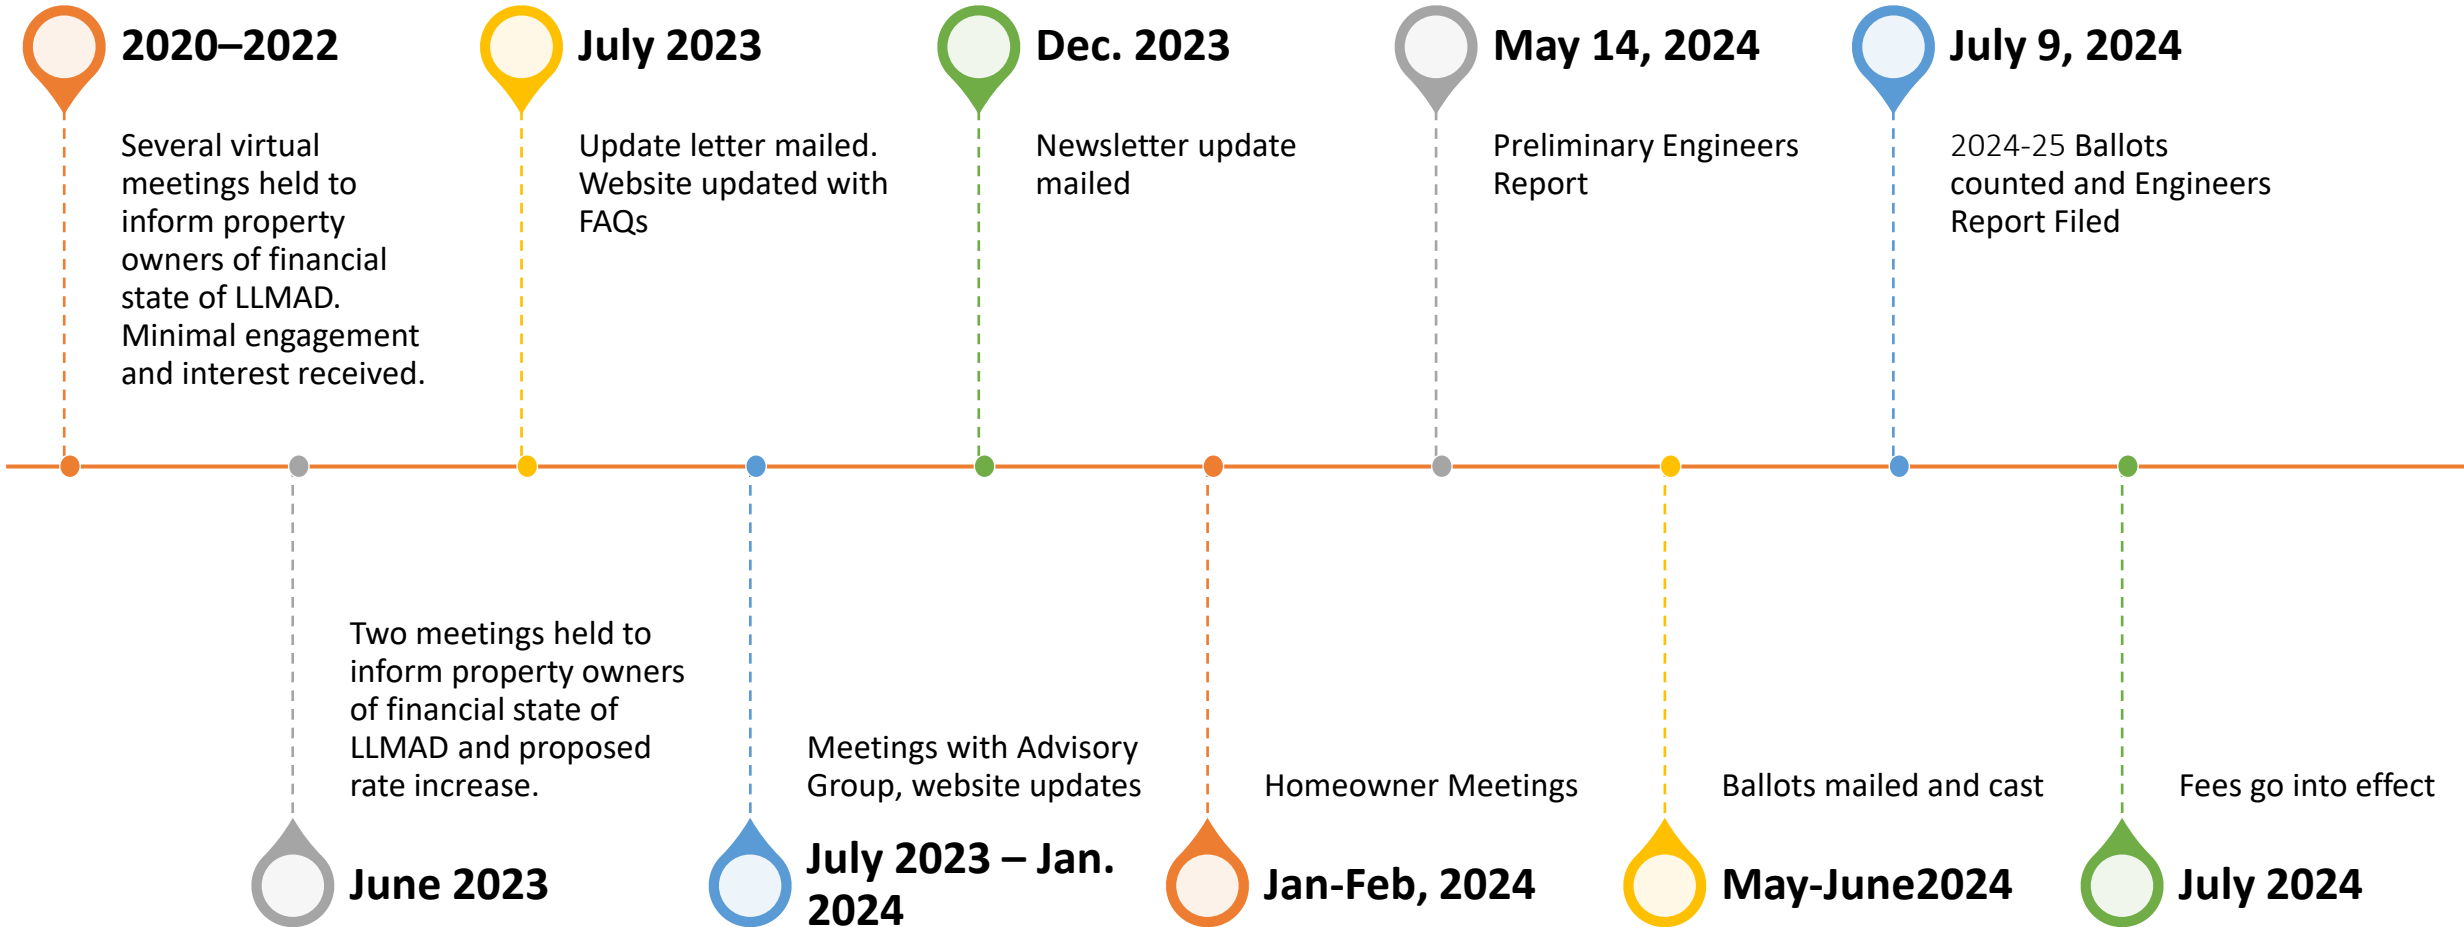 2020–2022
Several virtual
meetings held to
inform property
owners of financial
state of LLMAD.
Minimal engagement
and interest received.
July 2023
Update letter mailed.
Website updated with
FAQs
Dec. 2023
Newsletter update
mailed
May 14, 2024
Preliminary Engineers
Report
July 9, 2024
2024-25 Ballots
counted and Engineers
Report Filed
Two meetings held to
inform property owners
of financial state of
LLMAD and proposed
rate increase.
June 2023
Meetings with Advisory
Group, website updates
July 2023 – Jan.
2024
Homeowner Meetings
Jan-Feb, 2024
Ballots mailed and cast
May-June2024
Fees go into effect
July 2024